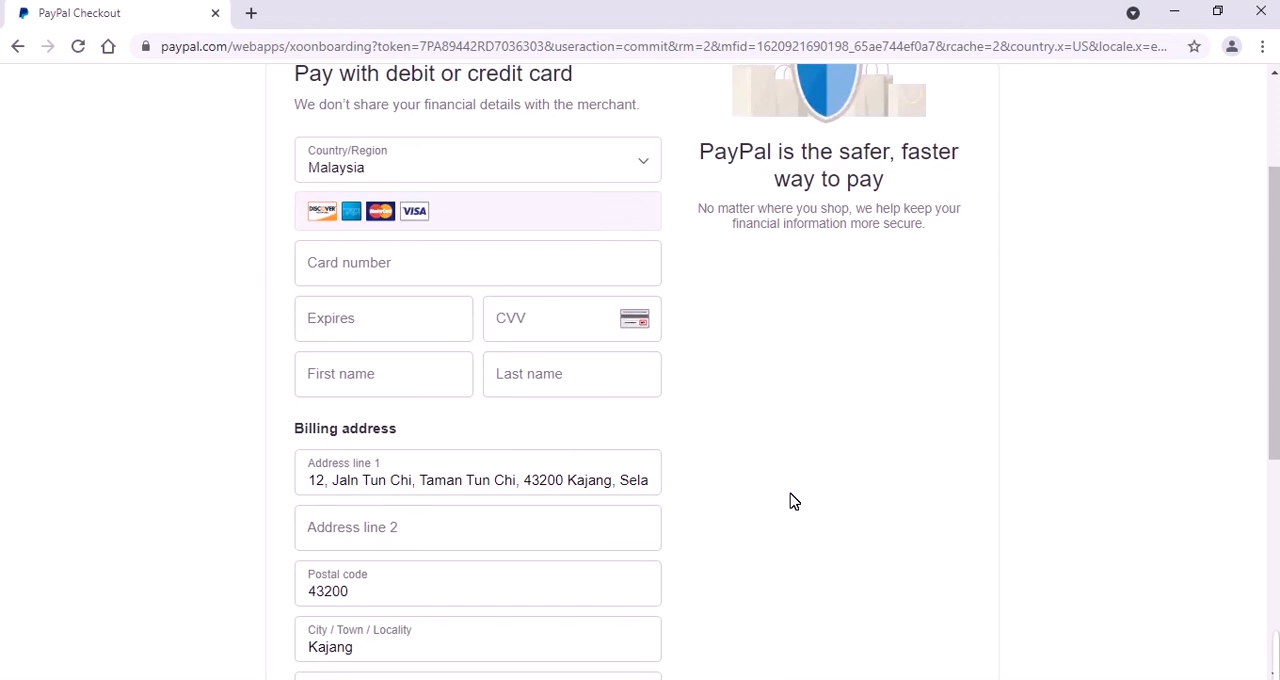 PayPal Checkout
paypal.com/webapps/xoonboarding?token=7PA89442RD7036303&useraction=commit&rm=2&mfid=1620921690198_65ae744ef0a7&rcache=2&country.x=US&locale.x=e...
Pay with debit or credit card
We don't share your financial details with the merchant.
Country/Region
Malaysia
DISCOVER MasterCard VISA
Card number
Expires
CVV
First name
Last name
Billing address
Address line 1
12, Jaln Tun Chi, Taman Tun Chi, 43200 Kajang, Sela
Address line 2
Postal code
43200
City / Town / Locality
Kajang
PayPal is the safer, faster
way to pay
No matter where you shop, we help keep your
financial information more secure.